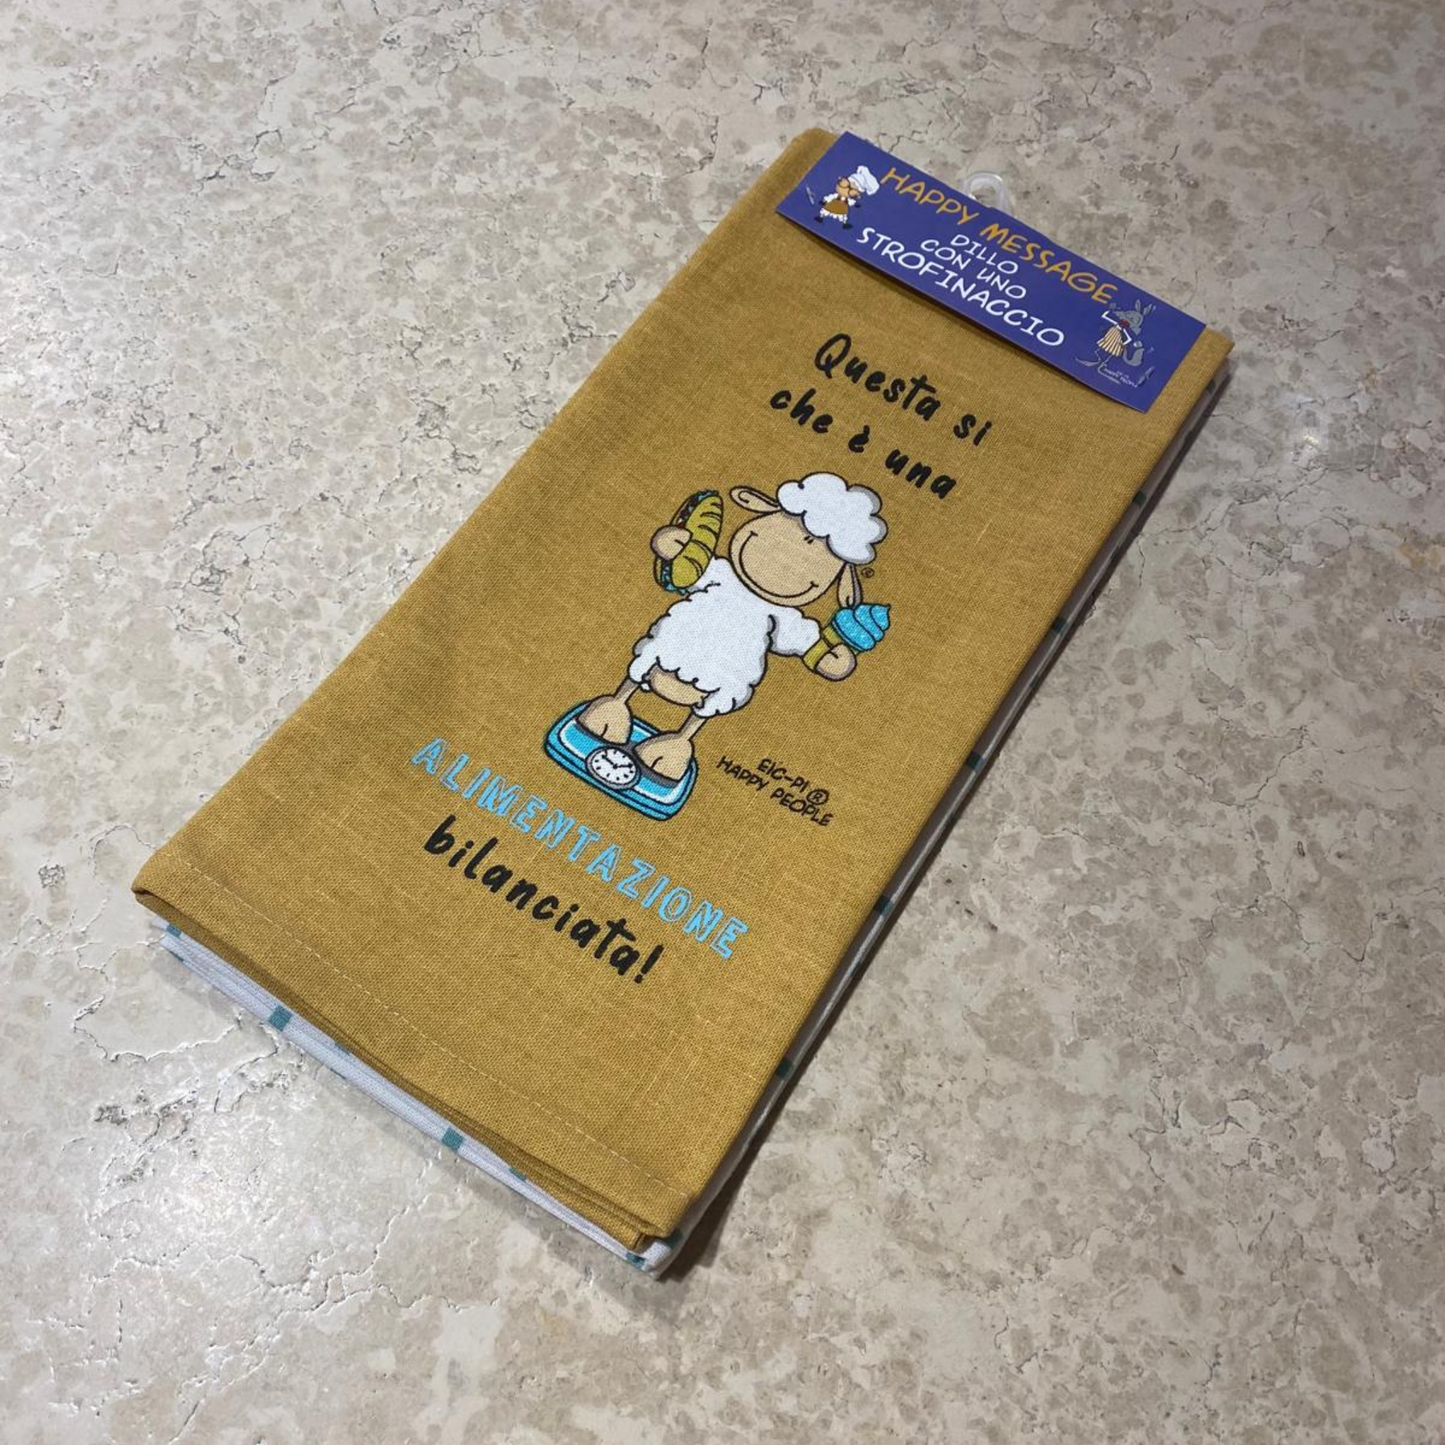 HAPPY MESSAGE
DILLO
CON UNO
STROFINACCIO
Questa si
che è una
®
EIC-PI®
HAPPY PEOPLE
ALIMENTAZIONE
bilanciata!